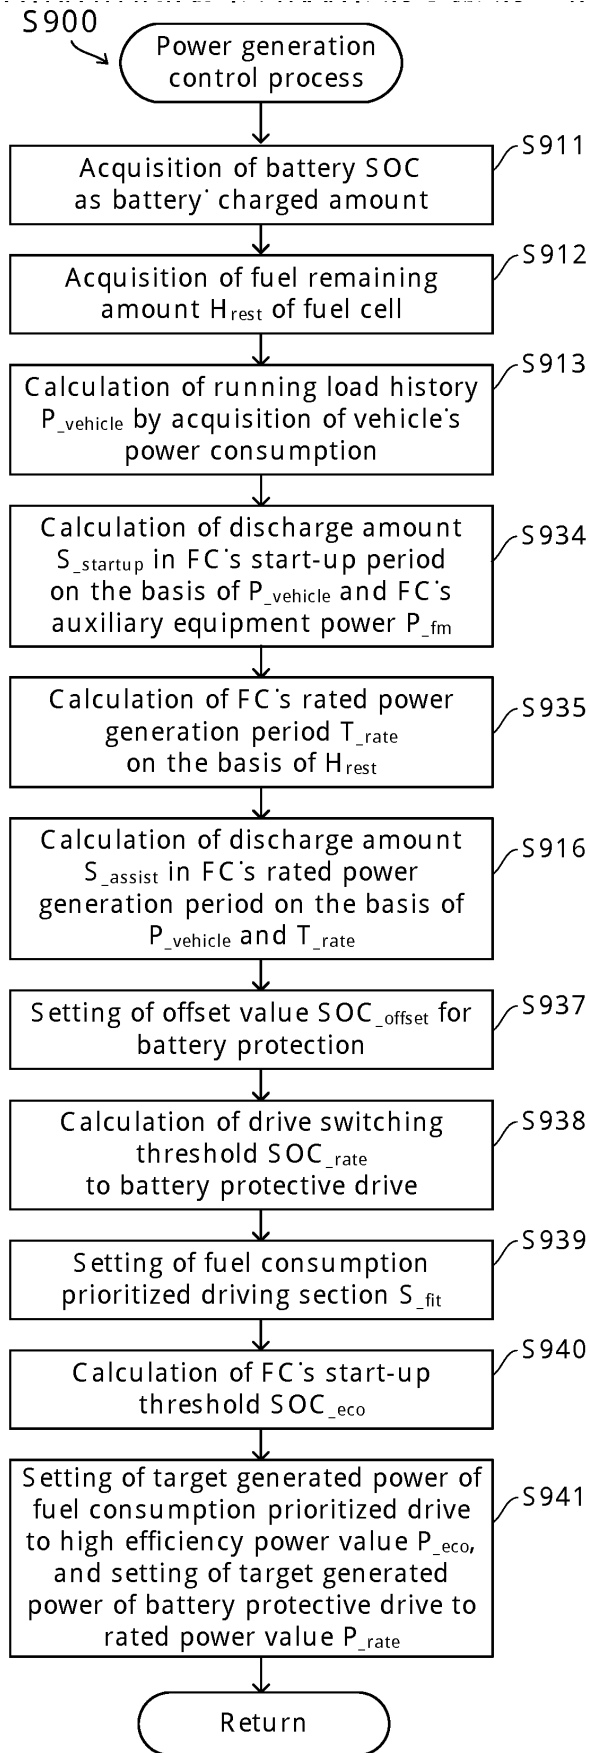 S900
Power generation
control process
S911
Acquisition of battery SOC
as battery' charged amount
S912
Acquisition of fuel remaining
amount Hrest of fuel cell
S913
Calculation of running load history
P_vehicle by acquisition of vehicle's
power consumption
S934
Calculation of discharge amount
S_startup in FC's start-up period
on the basis of P_vehicle and FC's
auxiliary equipment power P_fm
S935
Calculation of FC's rated power
generation period T_rate
on the basis of Hrest
S916
Calculation of discharge amount
S_assist in FC's rated power
generation period on the basis of
P_vehicle and T_rate
S937
Setting of offset value SOC_offset for
battery protection
S938
Calculation of drive switching
threshold SOC_rate
to battery protective drive
S939
Setting of fuel consumption
prioritized driving section S_fit
S940
Calculation of FC's start-up
threshold SOC_eco
S941
Setting of target generated power of
fuel consumption prioritized drive
to high efficiency power value P_eco,
and setting of target generated
power of battery protective drive to
rated power value P_rate
Return